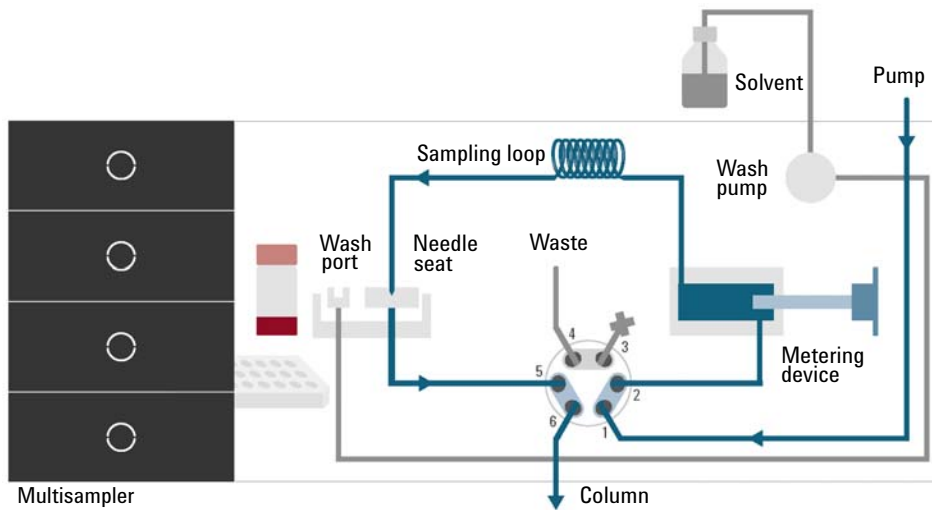 Solvent
Pump
Sampling loop
Wash
pump
Wash
port
Needle
seat
Waste
4
3
5
2
6
1
Metering
device
Multisampler
Column